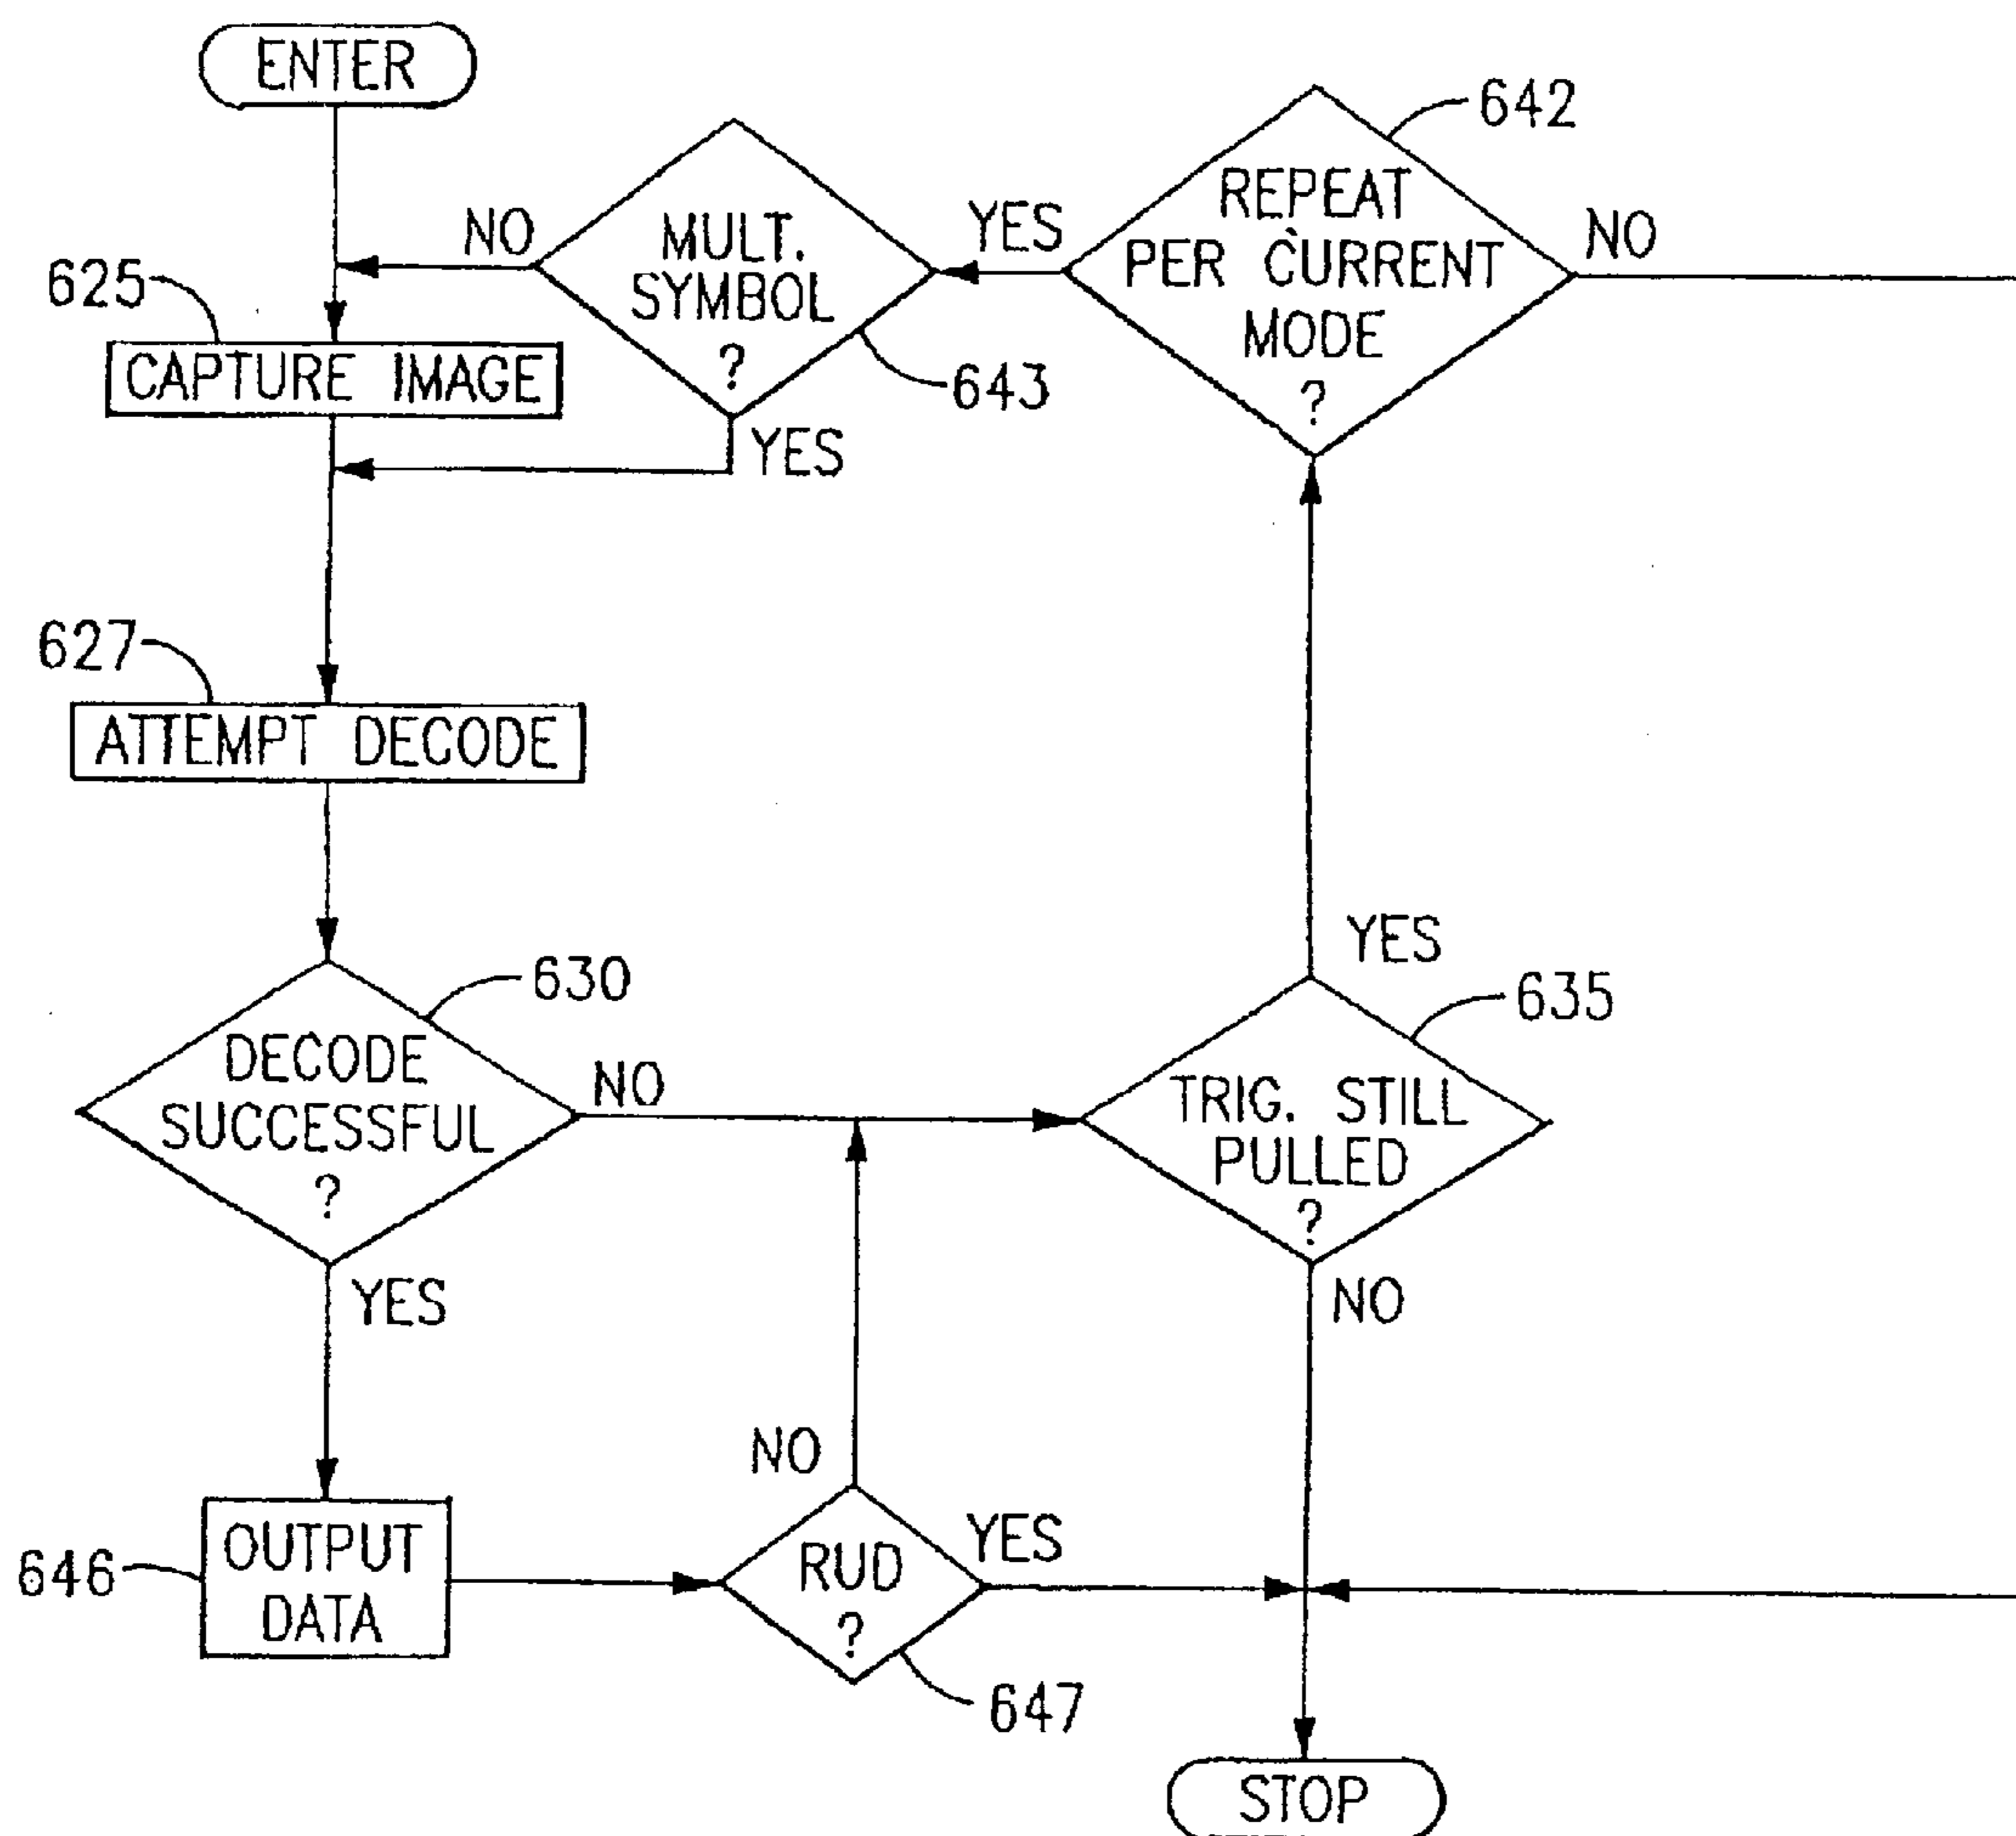 ENTER
642
REPEAT
PER CURRENT
MODE
?
NO
YES
MULT.
SYMBOL
?
643
NO
YES
625
CAPTURE IMAGE
627
ATTEMPT DECODE
630
DECODE
SUCCESSFUL
?
NO
YES
635
TRIG. STILL
PULLED
?
YES
NO
646
OUTPUT
DATA
RUD
?
NO
YES
647
STOP